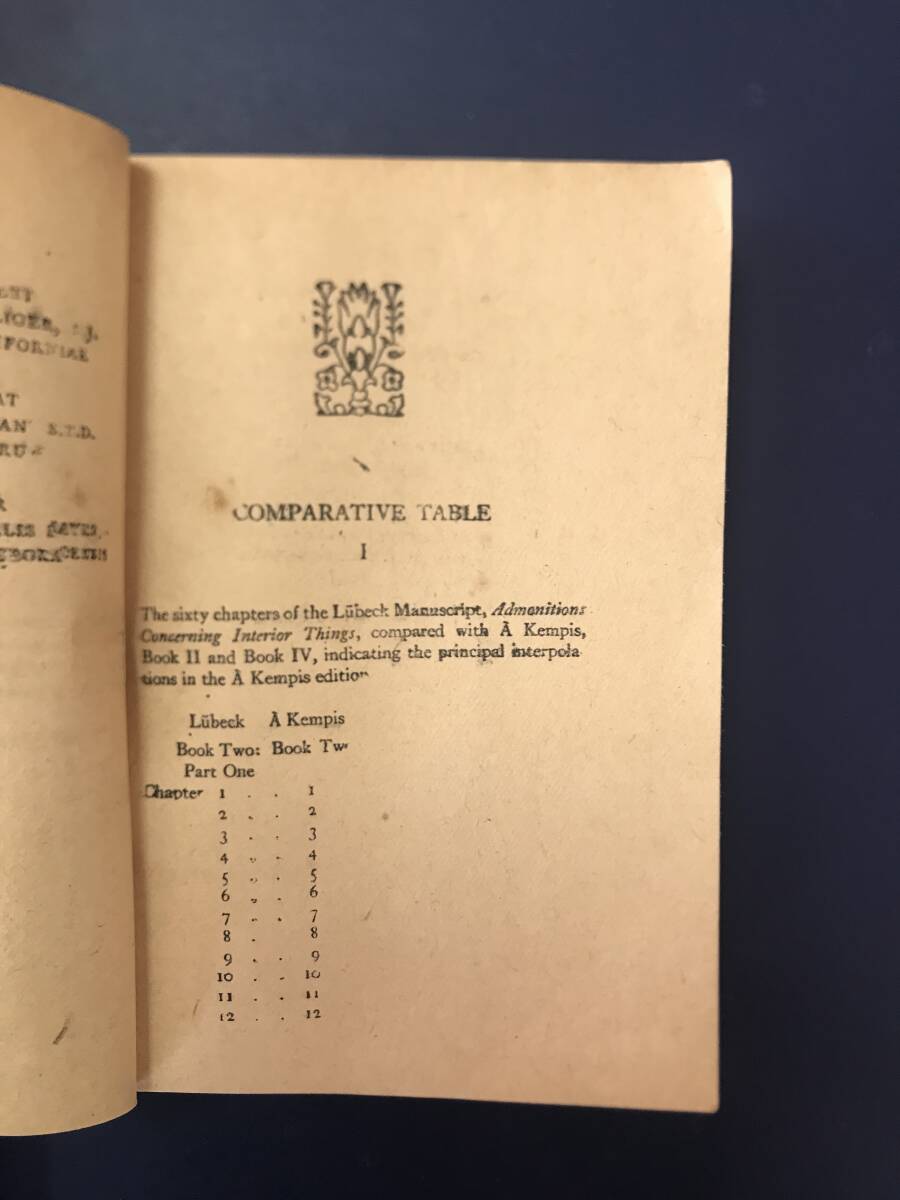 S.T.D.
COMPARATIVE TABLE
I
The sixty chapters of the Lübeck Manuscript, Admonitions
Concerning Interior Things, compared with À Kempis,
Book II and Book IV, indicating the principal interpola
tions in the À Kempis edition
Lübeck À Kempis
Book Two: Book Tw
Part One
Chapter 1 . . 1
2 . . 2
3 . . 3
4 . . 4
5 . . 5
6 . . 6
7 . . 7
8 . 8
9 . . 9
10 . . 10
11 . . 11
12 . . 12